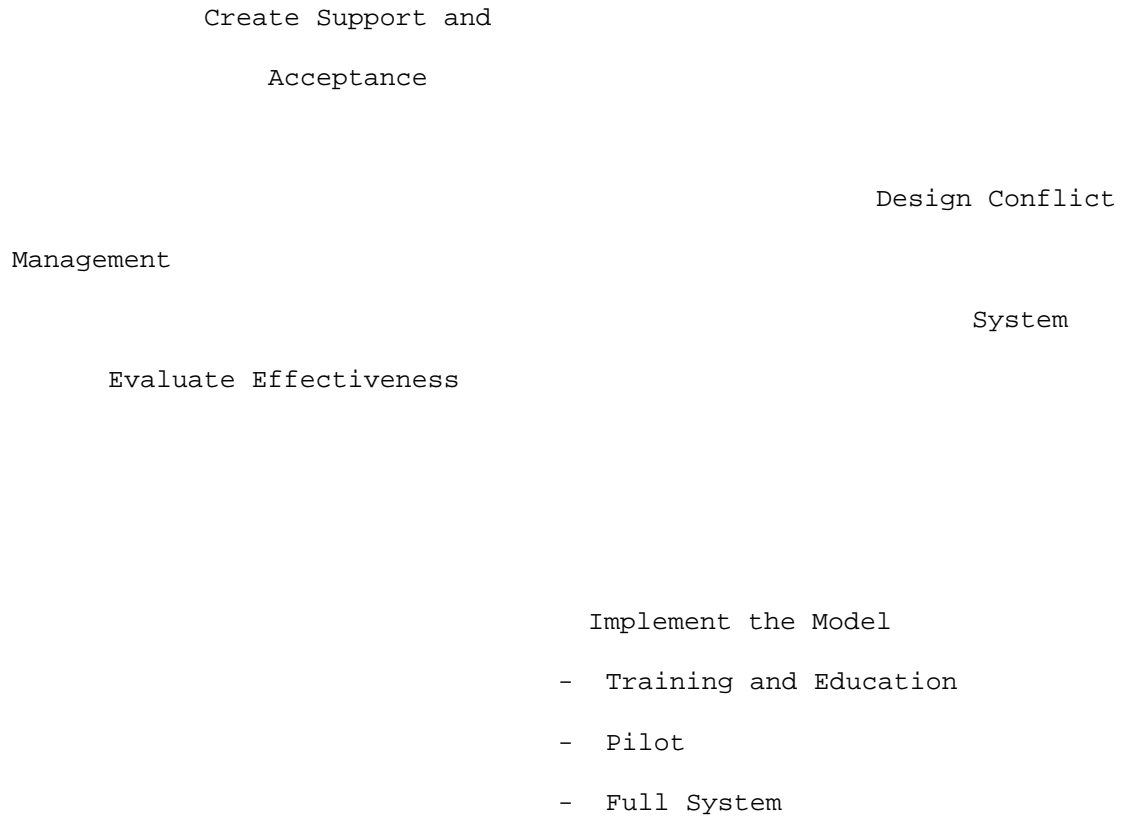 Create Support and
Acceptance
Design Conflict
Management
System
Evaluate Effectiveness
Implement the Model
- Training and Education
- Pilot
- Full System